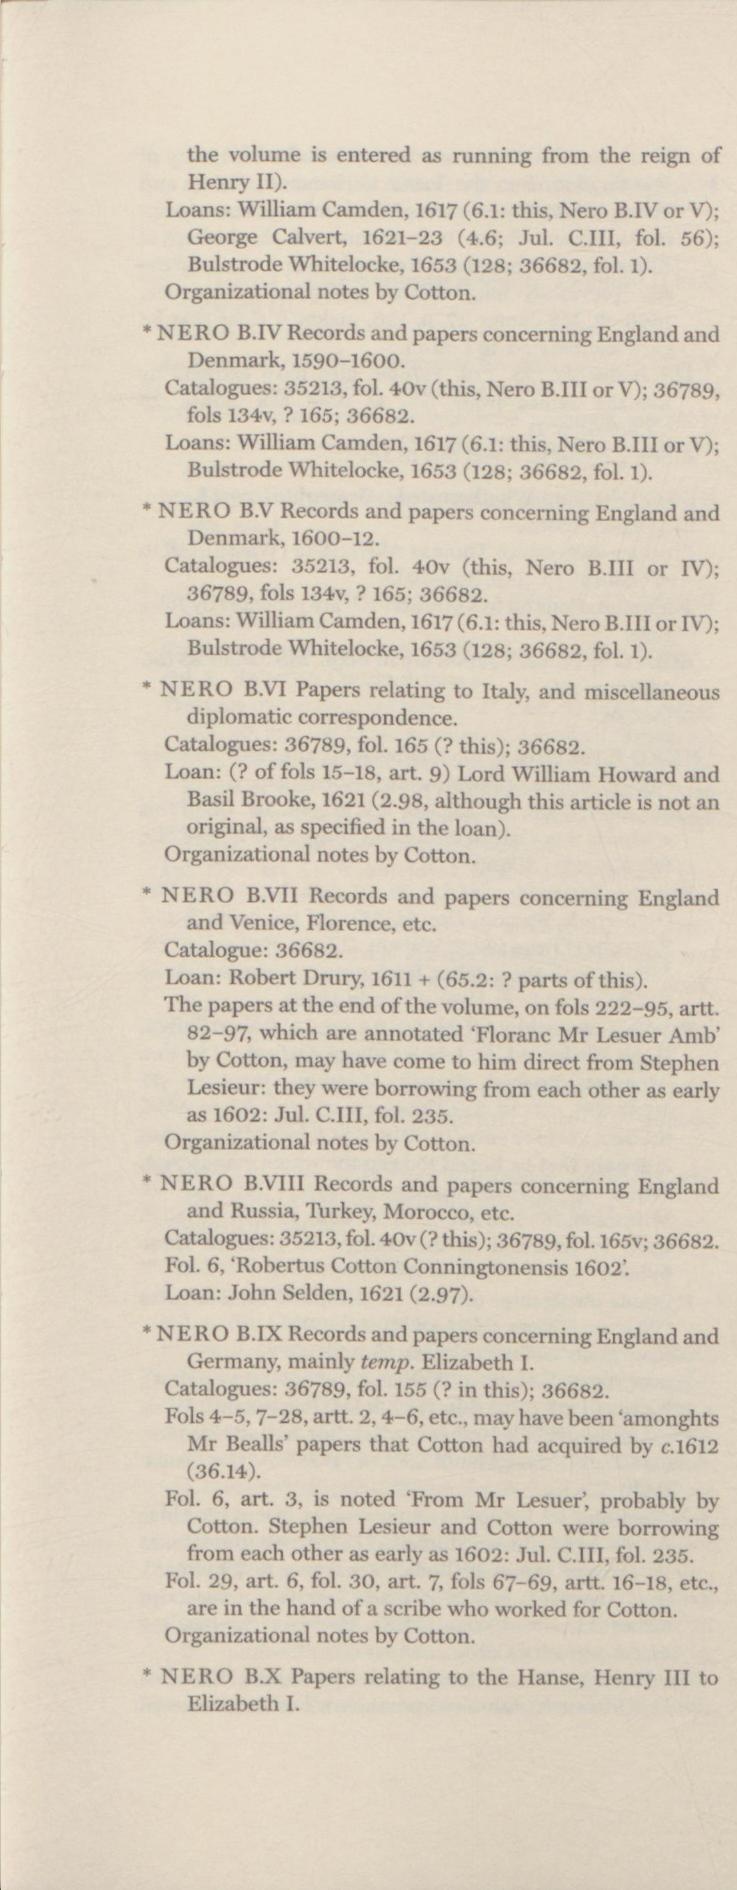 the volume is entered as running from the reign of
Henry II).
Loans: William Camden, 1617 (6.1: this, Nero B.IV or V);
George Calvert, 1621–23 (4.6; Jul. C.III, fol. 56);
Bulstrode Whitelocke, 1653 (128; 36682, fol. 1).
Organizational notes by Cotton.
* NERO B.IV Records and papers concerning England and
Denmark, 1590–1600.
Catalogues: 35213, fol. 40v (this, Nero B.III or V); 36789,
fols 134v, ? 165; 36682.
Loans: William Camden, 1617 (6.1: this, Nero B.III or V);
Bulstrode Whitelocke, 1653 (128; 36682, fol. 1).
* NERO B.V Records and papers concerning England and
Denmark, 1600–12.
Catalogues: 35213, fol. 40v (this, Nero B.III or IV);
36789, fols 134v, ? 165; 36682.
Loans: William Camden, 1617 (6.1: this, Nero B.III or IV);
Bulstrode Whitelocke, 1653 (128; 36682, fol. 1).
* NERO B.VI Papers relating to Italy, and miscellaneous
diplomatic correspondence.
Catalogues: 36789, fol. 165 (? this); 36682.
Loan: (? of fols 15–18, art. 9) Lord William Howard and
Basil Brooke, 1621 (2.98, although this article is not an
original, as specified in the loan).
Organizational notes by Cotton.
* NERO B.VII Records and papers concerning England
and Venice, Florence, etc.
Catalogue: 36682.
Loan: Robert Drury, 1611 + (65.2: ? parts of this).
The papers at the end of the volume, on fols 222–95, artt.
82–97, which are annotated ‘Floranc Mr Lesuer Amb’
by Cotton, may have come to him direct from Stephen
Lesieur: they were borrowing from each other as early
as 1602: Jul. C.III, fol. 235.
Organizational notes by Cotton.
* NERO B.VIII Records and papers concerning England
and Russia, Turkey, Morocco, etc.
Catalogues: 35213, fol. 40v (? this); 36789, fol. 165v; 36682.
Fol. 6, ‘Robertus Cotton Conningtonensis 1602’.
Loan: John Selden, 1621 (2.97).
* NERO B.IX Records and papers concerning England and
Germany, mainly temp. Elizabeth I.
Catalogues: 36789, fol. 155 (? in this); 36682.
Fols 4–5, 7–28, artt. 2, 4–6, etc., may have been ‘amonghts
Mr Bealls’ papers that Cotton had acquired by c.1612
(36.14).
Fol. 6, art. 3, is noted ‘From Mr Lesuer’, probably by
Cotton. Stephen Lesieur and Cotton were borrowing
from each other as early as 1602: Jul. C.III, fol. 235.
Fol. 29, art. 6, fol. 30, art. 7, fols 67–69, artt. 16–18, etc.,
are in the hand of a scribe who worked for Cotton.
Organizational notes by Cotton.
* NERO B.X Papers relating to the Hanse, Henry III to
Elizabeth I.